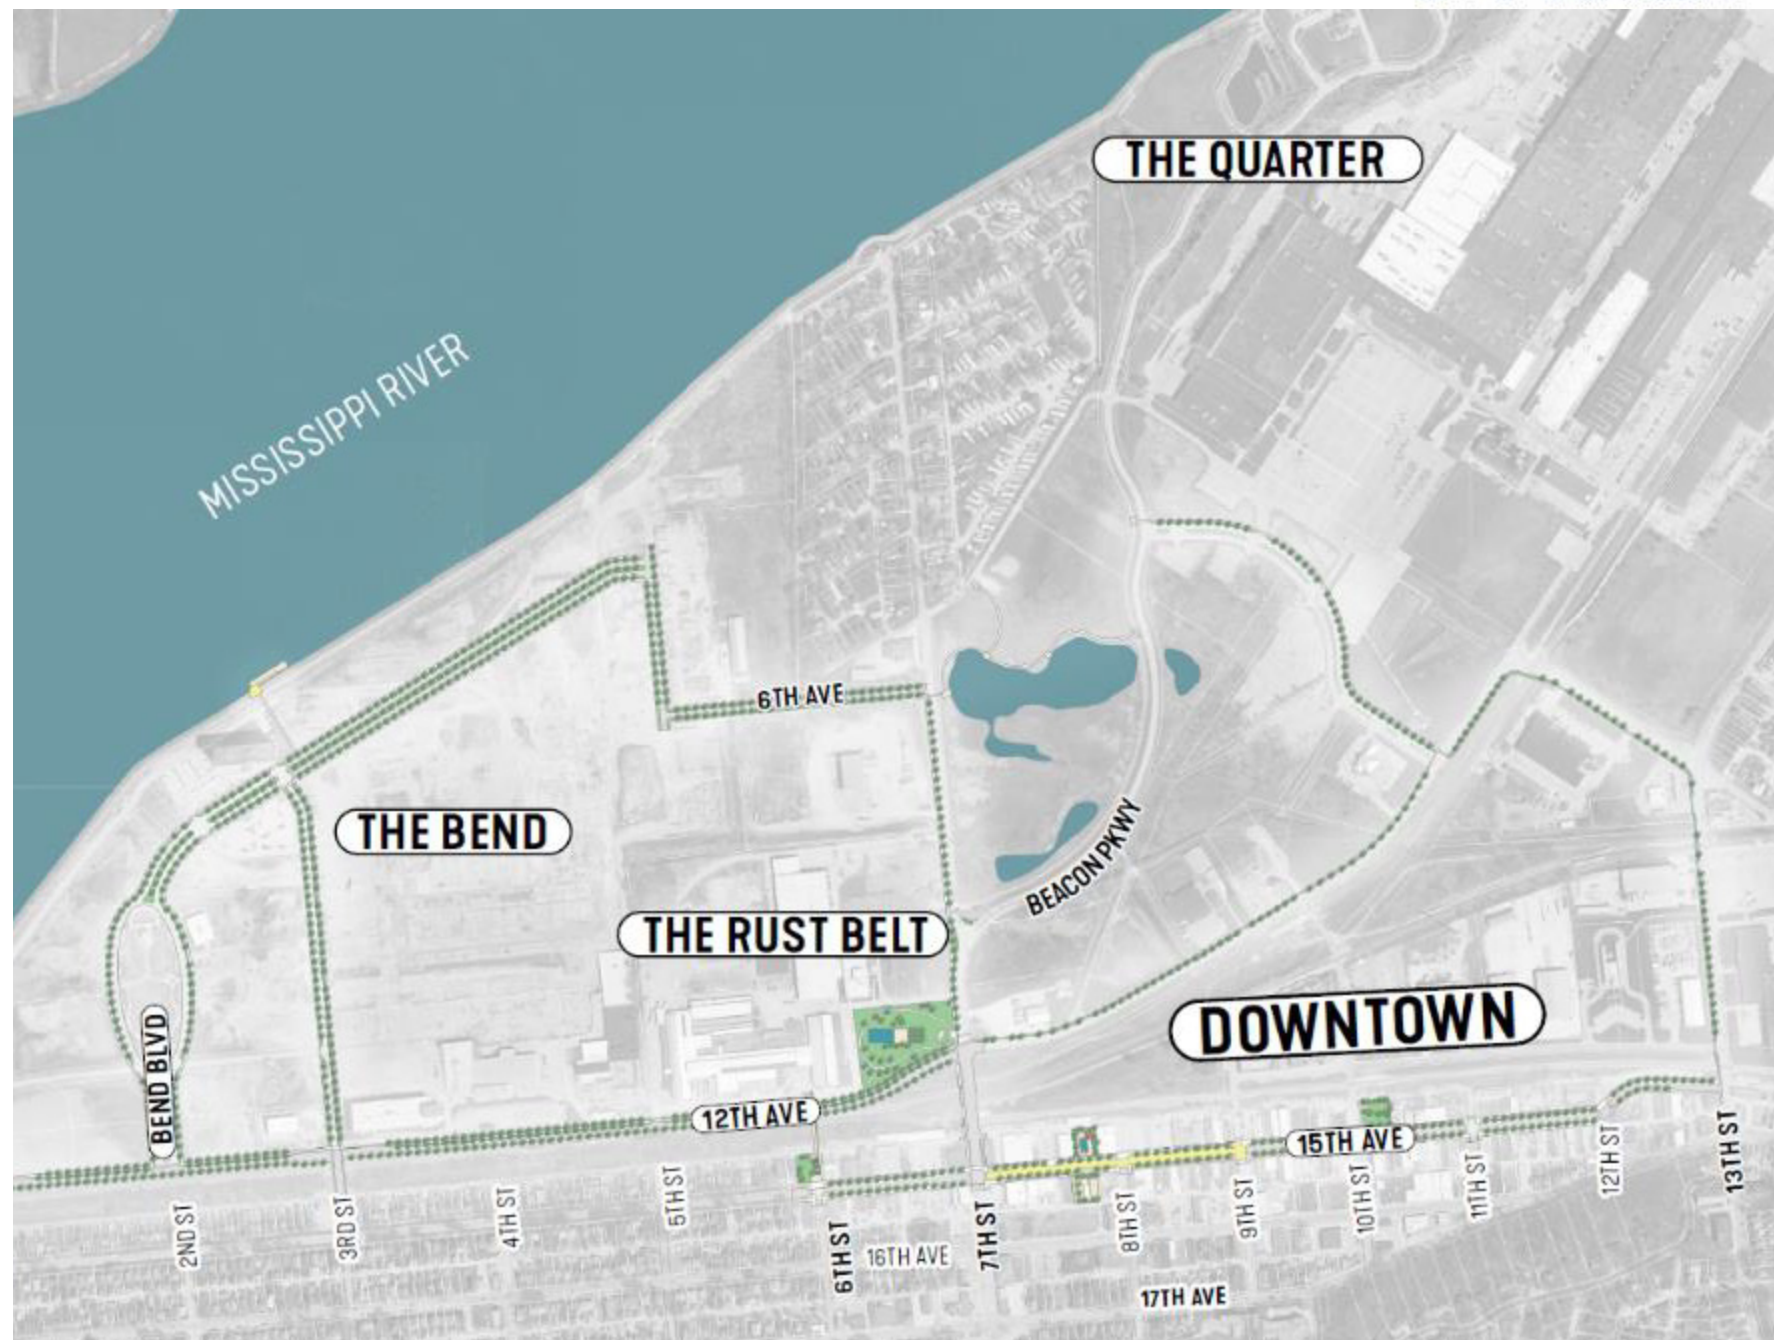 THE QUARTER
MISSISSIPPI RIVER
6TH AVE
THE BEND
BEACON PKWY
THE RUST BELT
DOWNTOWN
BEND BLVD
12TH AVE
15TH AVE
2ND ST
3RD ST
4TH ST
5TH ST
6TH ST
16TH AVE
7TH ST
8TH ST
9TH ST
10TH ST
11TH ST
12TH ST
13TH ST
17TH AVE